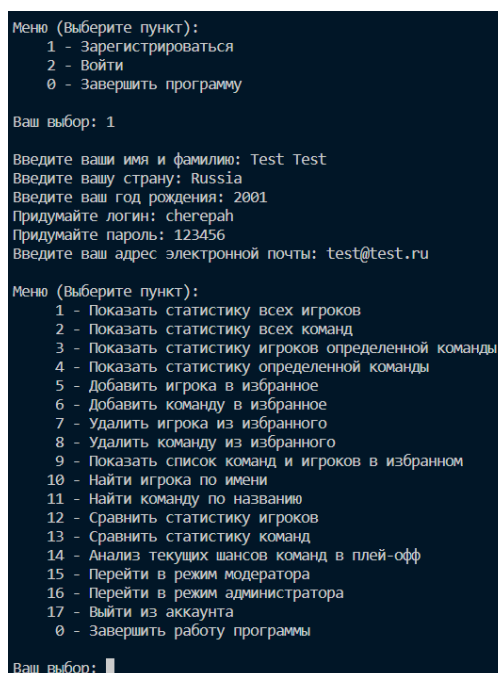 Меню (Выберите пункт):
1 - Зарегистрироваться
2 - Войти
0 - Завершить программу
Ваш выбор: 1
Введите ваши имя и фамилию: Test Test
Введите вашу страну: Russia
Введите ваш год рождения: 2001
Придумайте логин: cherepah
Придумайте пароль: 123456
Введите ваш адрес электронной почты: test@test.ru
Меню (Выберите пункт):
1 - Показать статистику всех игроков
2 - Показать статистику всех команд
3 - Показать статистику игроков определенной команды
4 - Показать статистику определенной команды
5 - Добавить игрока в избранное
6 - Добавить команду в избранное
7 - Удалить игрока из избранного
8 - Удалить команду из избранного
9 - Показать список команд и игроков в избранном
10 - Найти игрока по имени
11 - Найти команду по названию
12 - Сравнить статистику игроков
13 - Сравнить статистику команд
14 - Анализ текущих шансов команд в плей-офф
15 - Перейти в режим модератора
16 - Перейти в режим администратора
17 - Выйти из аккаунта
0 - Завершить работу программы
Ваш выбор: